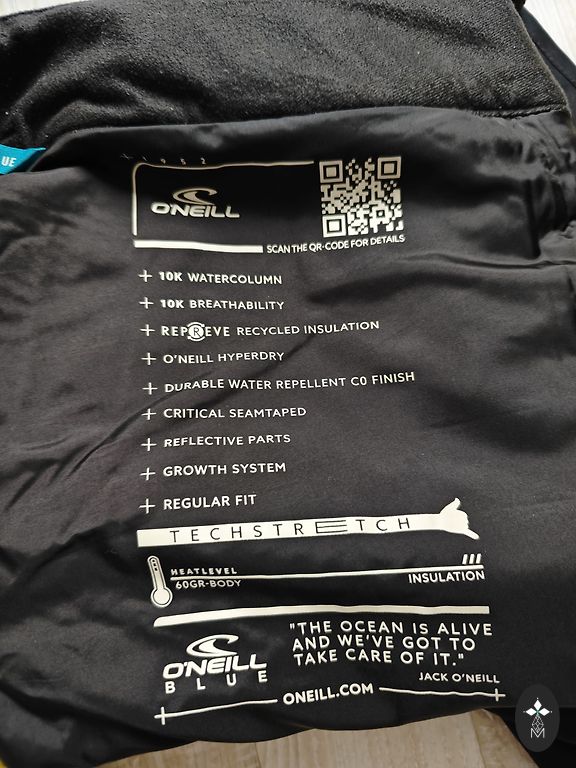 UE
1952
O'NEILL
SCAN THE QR-CODE FOR DETAILS
+ 10K WATERCOLUMN
+ 10K BREATHABILITY
+ REPREVE RECYCLED INSULATION
+ O'NEILL HYPERDRY
+ DURABLE WATER REPELLENT C0 FINISH
+ CRITICAL SEAMTAPED
+ REFLECTIVE PARTS
+ GROWTH SYSTEM
+ REGULAR FIT
TECHSTRETCH
HEATLEVEL
60GR-BODY
INSULATION
O'NEILL
BLUE
"THE OCEAN IS ALIVE
AND WE'VE GOT TO
TAKE CARE OF IT."
JACK O'NEILL
ONEILL.COM
M